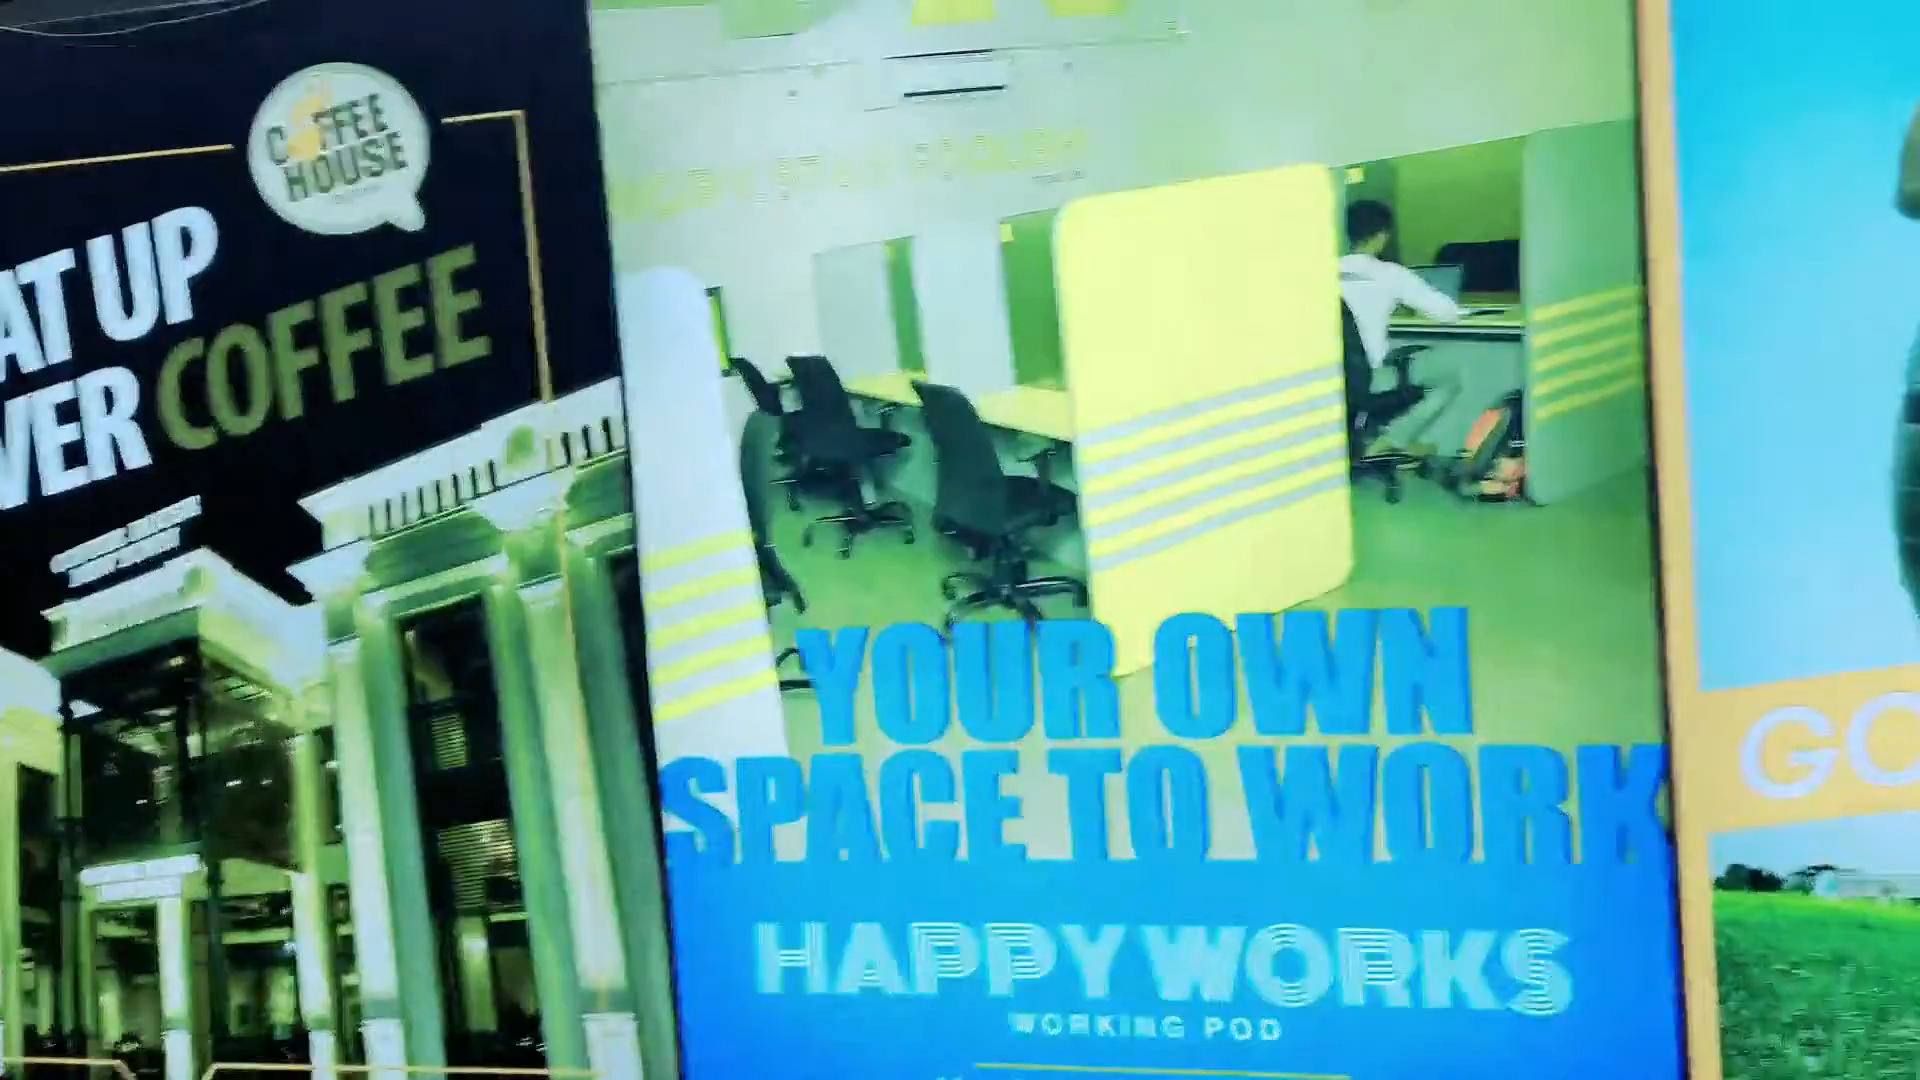 COFFEE
HOUSE
AT UP
VER COFFEE
YOUR OWN
SPACE TO WORK
HAPPY WORKS
WORKING POD
GO